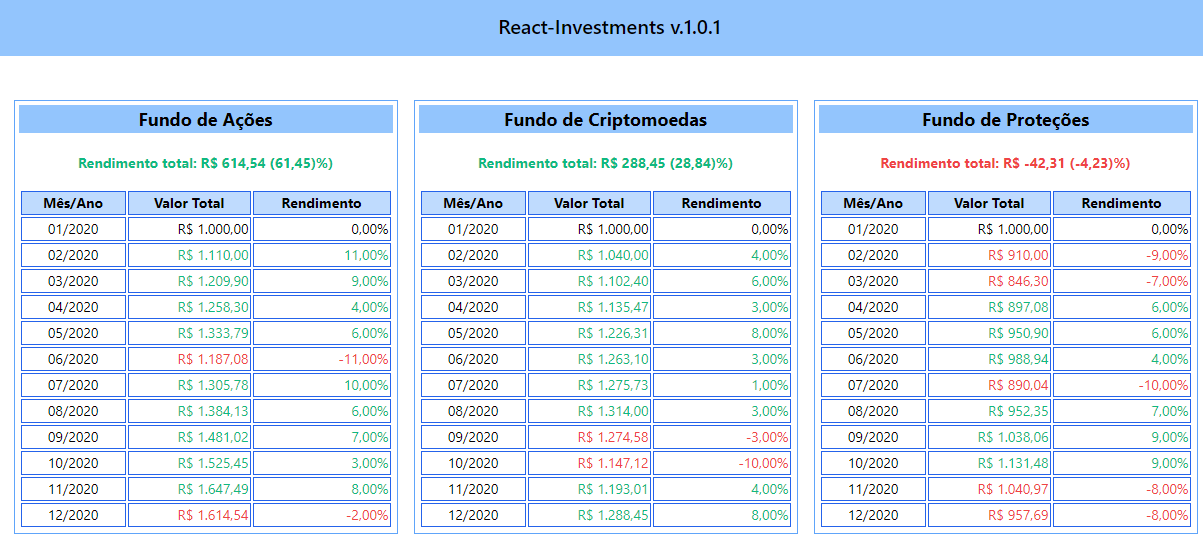 React-Investments v.1.0.1
Fundo de Ações
Rendimento total: R$ 614,54 (61,45)%)
Mês/Ano Valor Total Rendimento
01/2020 R$ 1.000,00 0,00%
02/2020 R$ 1.110,00 11,00%
03/2020 R$ 1.209,90 9,00%
04/2020 R$ 1.258,30 4,00%
05/2020 R$ 1.333,79 6,00%
06/2020 R$ 1.187,08 -11,00%
07/2020 R$ 1.305,78 10,00%
08/2020 R$ 1.384,13 6,00%
09/2020 R$ 1.481,02 7,00%
10/2020 R$ 1.525,45 3,00%
11/2020 R$ 1.647,49 8,00%
12/2020 R$ 1.614,54 -2,00%
Fundo de Criptomoedas
Rendimento total: R$ 288,45 (28,84)%)
Mês/Ano Valor Total Rendimento
01/2020 R$ 1.000,00 0,00%
02/2020 R$ 1.040,00 4,00%
03/2020 R$ 1.102,40 6,00%
04/2020 R$ 1.135,47 3,00%
05/2020 R$ 1.226,31 8,00%
06/2020 R$ 1.263,10 3,00%
07/2020 R$ 1.275,73 1,00%
08/2020 R$ 1.314,00 3,00%
09/2020 R$ 1.274,58 -3,00%
10/2020 R$ 1.147,12 -10,00%
11/2020 R$ 1.193,01 4,00%
12/2020 R$ 1.288,45 8,00%
Fundo de Proteções
Rendimento total: R$ -42,31 (-4,23)%)
Mês/Ano Valor Total Rendimento
01/2020 R$ 1.000,00 0,00%
02/2020 R$ 910,00 -9,00%
03/2020 R$ 846,30 -7,00%
04/2020 R$ 897,08 6,00%
05/2020 R$ 950,90 6,00%
06/2020 R$ 988,94 4,00%
07/2020 R$ 890,04 -10,00%
08/2020 R$ 952,35 7,00%
09/2020 R$ 1.038,06 9,00%
10/2020 R$ 1.131,48 9,00%
11/2020 R$ 1.040,97 -8,00%
12/2020 R$ 957,69 -8,00%